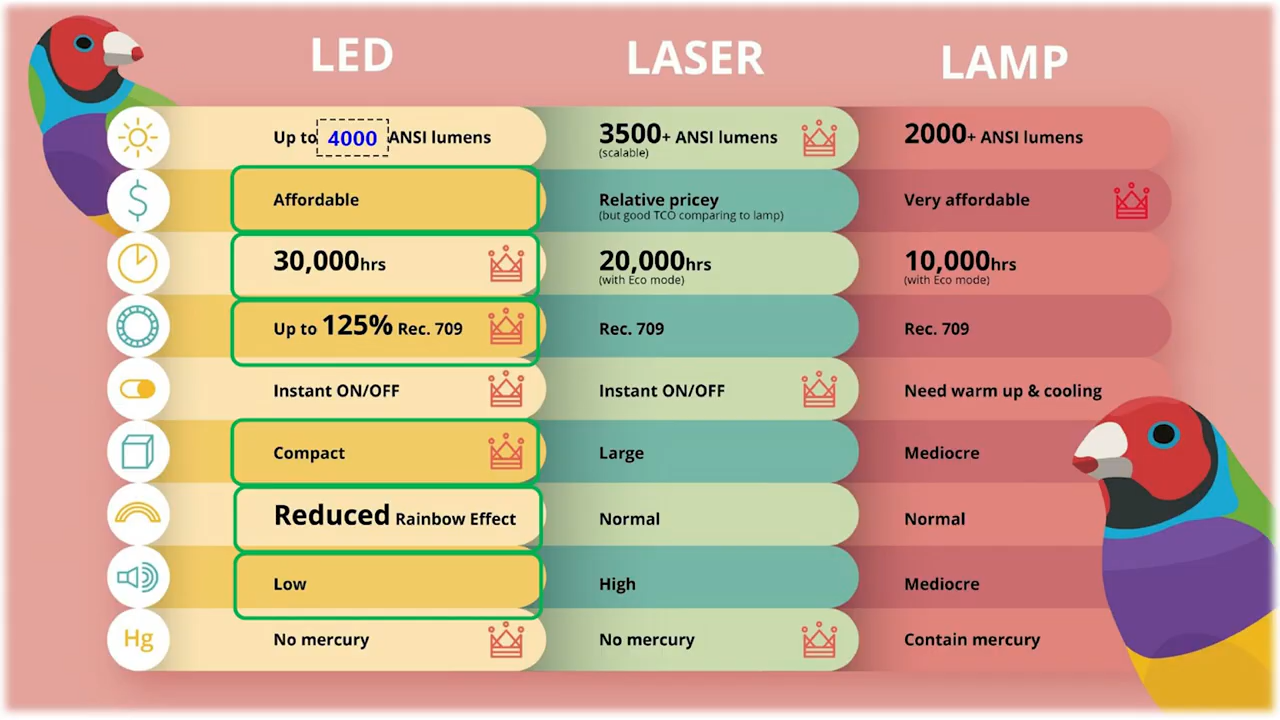 LED LASER LAMP
Up to 4000 ANSI lumens 3500+ ANSI lumens 2000+ ANSI lumens
(scalable)
Affordable Relative pricey Very affordable
(but good TCO comparing to lamp)
30,000hrs 20,000hrs 10,000hrs
(with Eco mode) (with Eco mode)
Up to 125% Rec. 709 Rec. 709 Rec. 709
Instant ON/OFF Instant ON/OFF Need warm up & cooling
Compact Large Mediocre
Reduced Rainbow Effect Normal Normal
Low High Mediocre
Hg No mercury No mercury Contain mercury